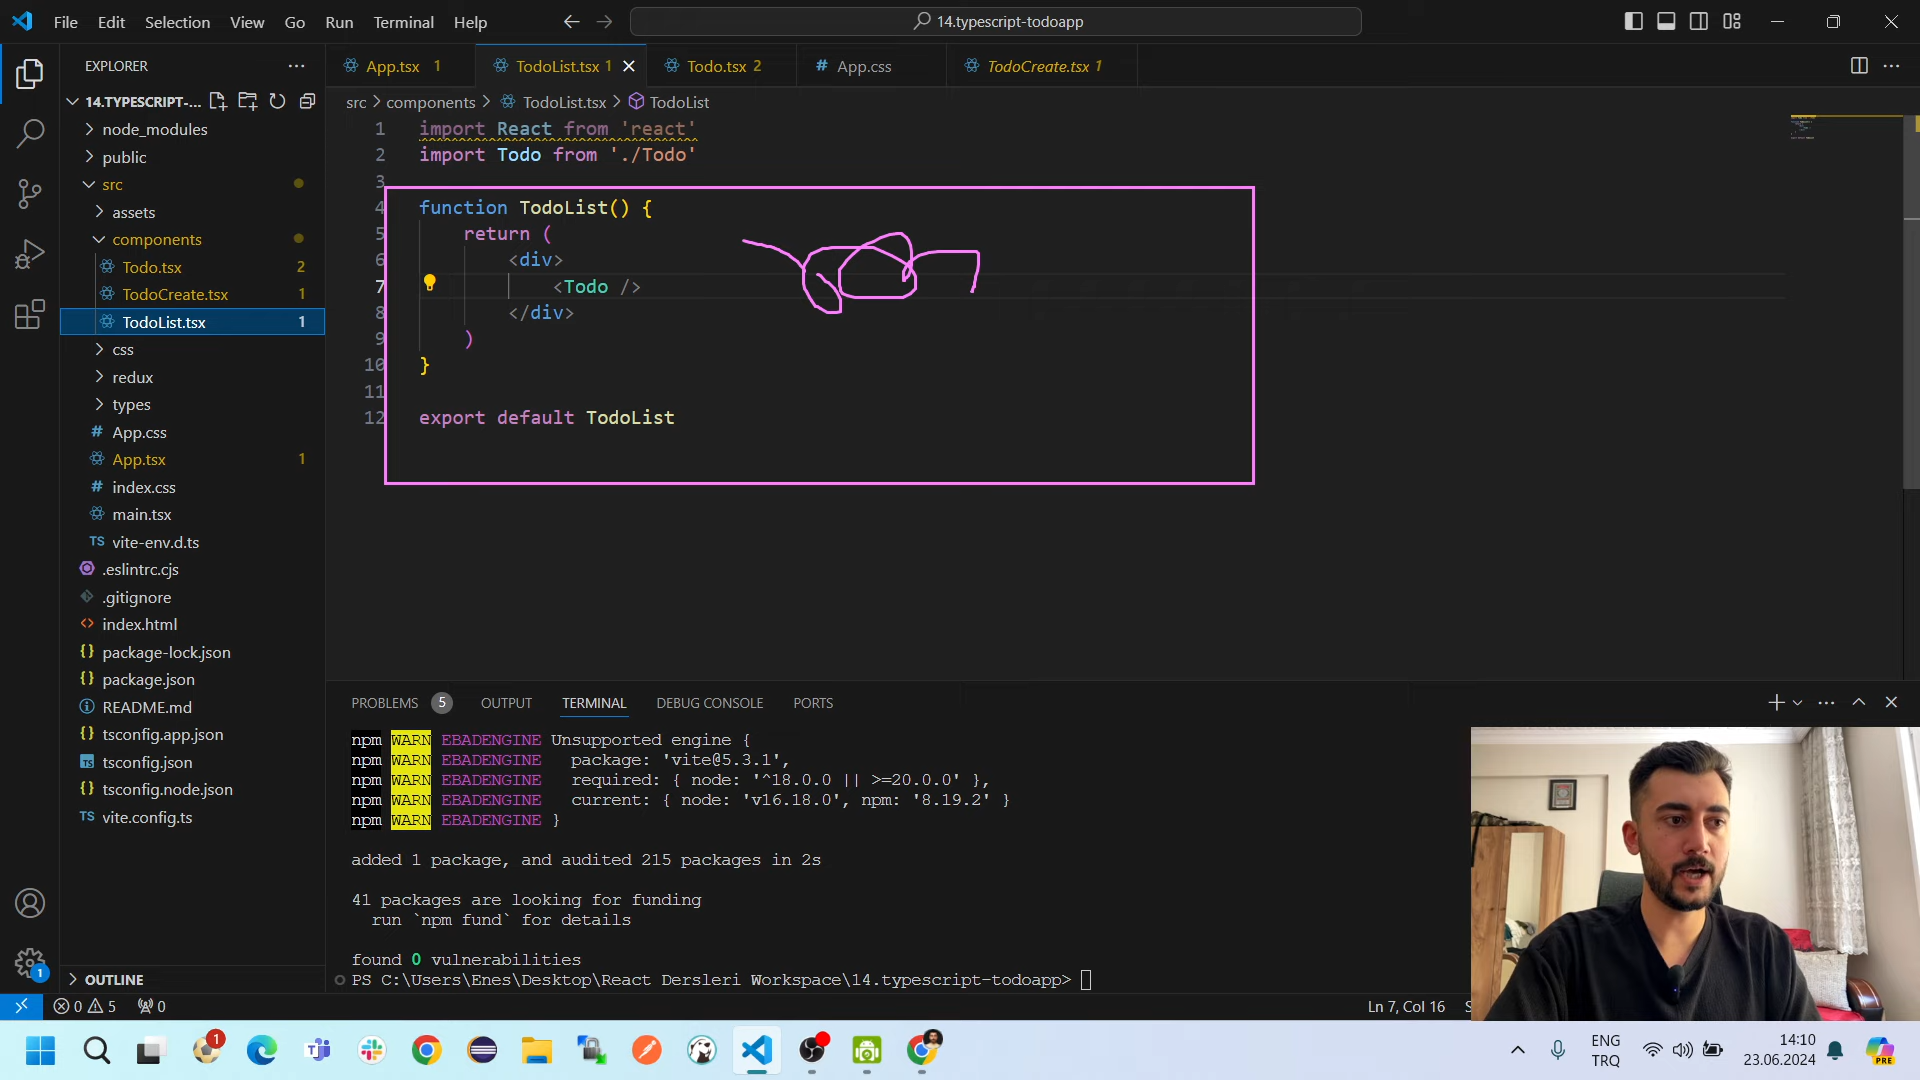 File Edit Selection View Go Run Terminal Help
14.typescript-todoapp
EXPLORER
14.TYPESCRIPT-...
node_modules
public
src
assets
components
Todo.tsx 2
TodoCreate.tsx 1
TodoList.tsx 1
css
redux
types
# App.css
App.tsx 1
# index.css
main.tsx
TS vite-env.d.ts
.eslintrc.cjs
.gitignore
<> index.html
{} package-lock.json
{} package.json
README.md
{} tsconfig.app.json
TS tsconfig.json
{} tsconfig.node.json
TS vite.config.ts
OUTLINE
App.tsx 1
TodoList.tsx 1
Todo.tsx 2
# App.css
TodoCreate.tsx 1
src > components > TodoList.tsx > TodoList
1 import React from 'react'
2 import Todo from './Todo'
3
4 function TodoList() {
5 return (
6 <div>
7 <Todo />
8 </div>
9 )
10 }
11
12 export default TodoList
PROBLEMS 5 OUTPUT TERMINAL DEBUG CONSOLE PORTS
npm WARN EBADENGINE Unsupported engine {
npm WARN EBADENGINE package: 'vite@5.3.1',
npm WARN EBADENGINE required: { node: '^18.0.0 || >=20.0.0' },
npm WARN EBADENGINE current: { node: 'v16.18.0', npm: '8.19.2' }
npm WARN EBADENGINE }
added 1 package, and audited 215 packages in 2s
41 packages are looking for funding
run `npm fund` for details
found 0 vulnerabilities
PS C:\Users\Enes\Desktop\React Dersleri Workspace\14.typescript-todoapp>
1
0 5 0
Ln 7, Col 16
1
ENG
TRQ
14:10
23.06.2024
PRE